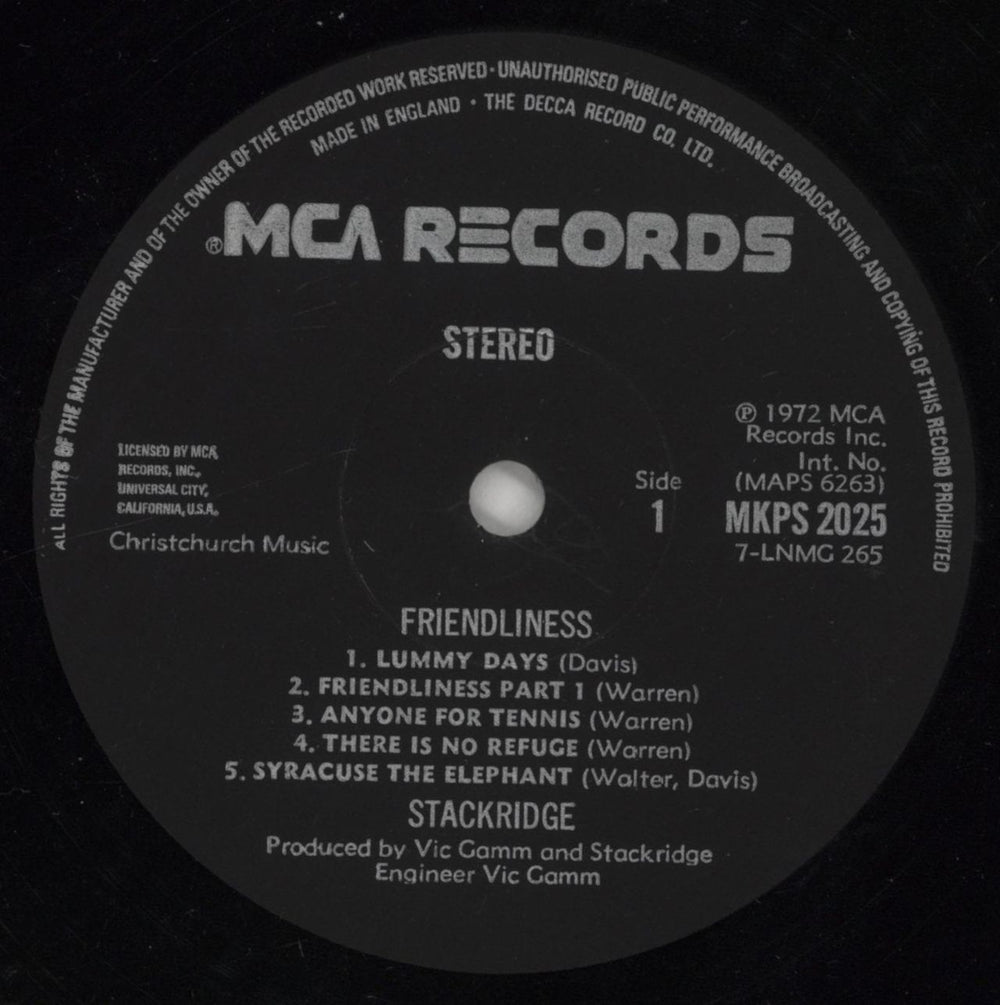 ALL RIGHTS OF THE MANUFACTURER AND OF THE OWNER OF THE RECORDED WORK RESERVED · UNAUTHORISED PUBLIC PERFORMANCE BROADCASTING AND COPYING OF THIS RECORD PROHIBITED
MADE IN ENGLAND · THE DECCA RECORD CO. LTD.
®MCA RECORDS
STEREO
LICENSED BY MCA
RECORDS, INC.,
UNIVERSAL CITY,
CALIFORNIA, U.S.A.
Christchurch Music
Side
1
℗ 1972 MCA
Records Inc.
Int. No.
(MAPS 6263)
MKPS 2025
7-LNMG 265
FRIENDLINESS
1. LUMMY DAYS (Davis)
2. FRIENDLINESS PART 1 (Warren)
3. ANYONE FOR TENNIS (Warren)
4. THERE IS NO REFUGE (Warren)
5. SYRACUSE THE ELEPHANT (Walter, Davis)
STACKRIDGE
Produced by Vic Gamm and Stackridge
Engineer Vic Gamm